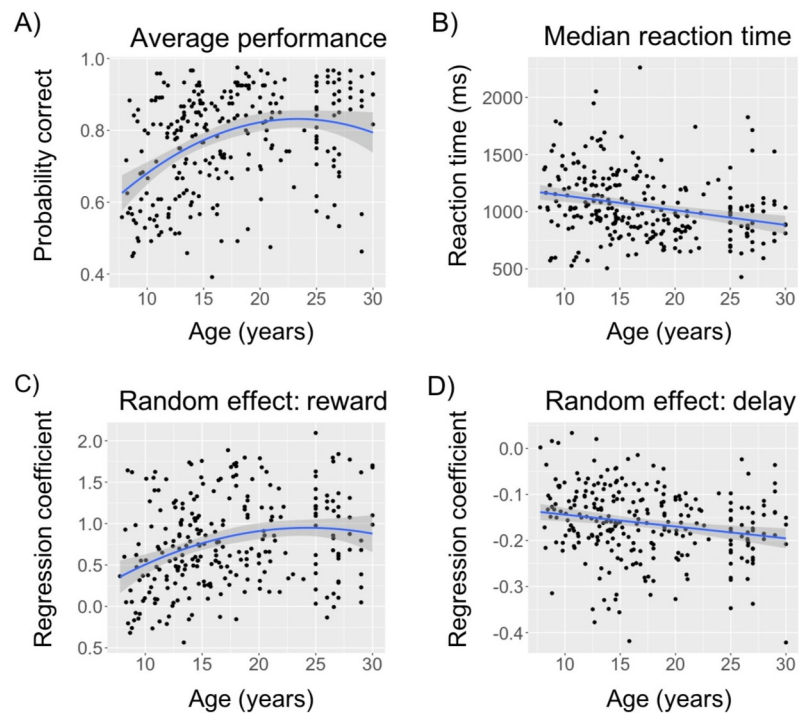 A)
Average performance
Probability correct
1.0
0.8
0.6
0.4
10 15 20 25 30
Age (years)
B)
Median reaction time
Reaction time (ms)
2000
1500
1000
500
10 15 20 25 30
Age (years)
C)
Random effect: reward
Regression coefficient
2.0
1.5
1.0
0.5
0.0
0.5
10 15 20 25 30
Age (years)
D)
Random effect: delay
Regression coefficient
0.0
-0.1
-0.2
-0.3
-0.4
10 15 20 25 30
Age (years)